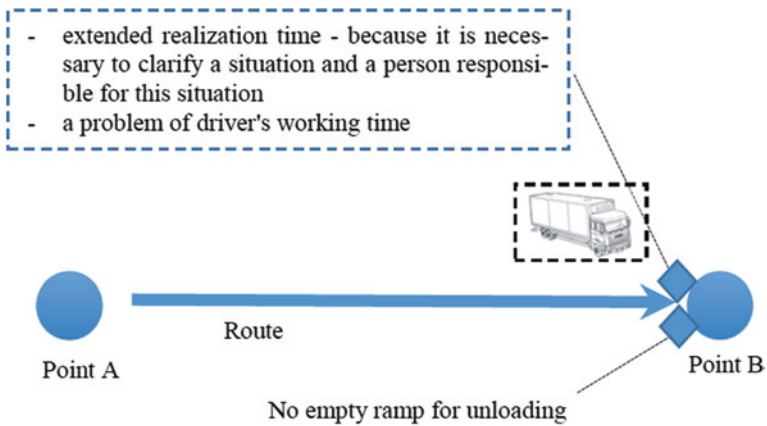 - extended realization time - because it is neces-
sary to clarify a situation and a person responsi-
ble for this situation
- a problem of driver's working time
Route
Point A
Point B
No empty ramp for unloading